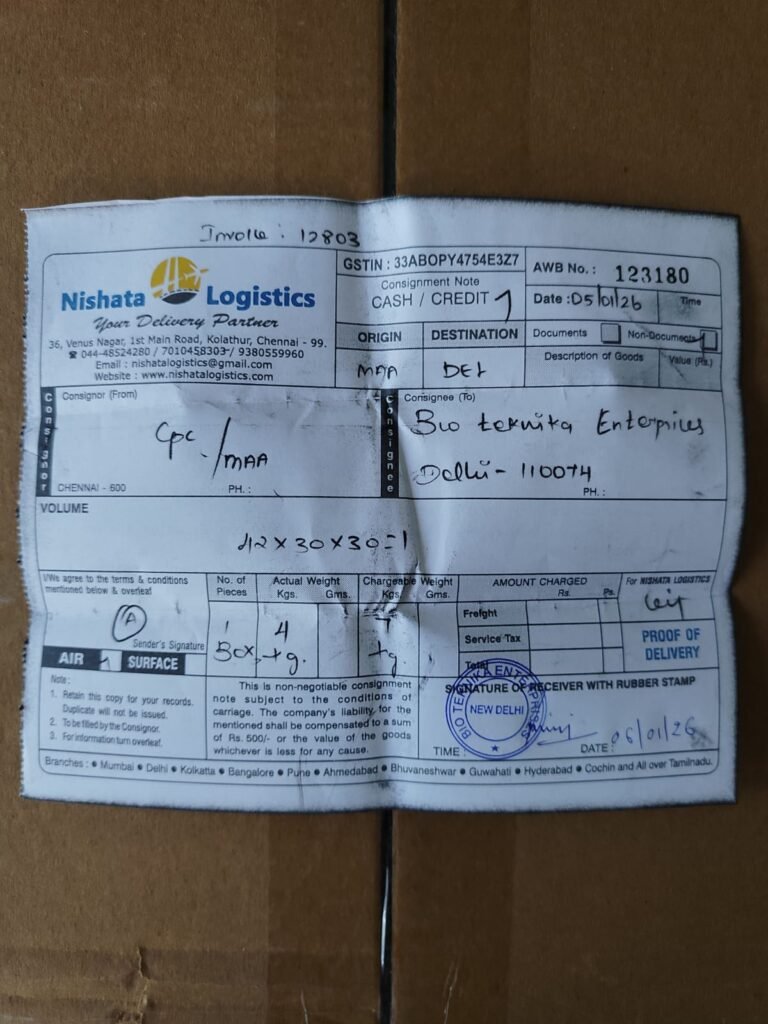 Invoice : 12803
Nishata Logistics
Your Delivery Partner
36, Venus Nagar, 1st Main Road, Kolathur, Chennai - 99.
☎ 044-48524280 / 7010458303 / 9380559960
Email : nishatalogistics@gmail.com
Website : www.nishatalogistics.com
GSTIN : 33ABOPY4754E3Z7
Consignment Note
CASH / CREDIT
ORIGIN DESTINATION
MAA DEL
AWB No. : 123180
Date : 05/01/26 Time
Documents Non-Documents
Description of Goods Value (Rs.)
Consignor
Consignor (From)
Cpc / MAA
CHENNAI - 600 PH. :
Consignee
Consignee (To)
Bio teknika Enterprices
Delhi - 110074
PH. :
VOLUME
42 x 30 x 30 = 1
I/We agree to the terms & conditions
mentioned below & overleaf
Sender's Signature
AIR SURFACE
No. of
Pieces
1
Box
Actual Weight
Kgs. Gms.
4
kg.
Chargeable Weight
Kgs. Gms.
kg
AMOUNT CHARGED
Rs. Ps.
Freight
Service Tax
Total
For NISHATA LOGISTICS
PROOF OF
DELIVERY
Note :
1. Retain this copy for your records.
Duplicate will not be issued.
2. To be filled by the Consignor.
3. For information turn overleaf.
This is non-negotiable consignment
note subject to the conditions of
carriage. The company's liability for the
mentioned shall be compensated to a sum
of Rs. 500/- or the value of the goods
whichever is less for any cause.
SIGNATURE OF RECEIVER WITH RUBBER STAMP
BIO TEKNIKA ENTERPRISES
NEW DELHI
TIME : DATE : 06/01/26
Branches : ● Mumbai ● Delhi ● Kolkatta ● Bangalore ● Pune ● Ahmedabad ● Bhuvaneshwar ● Guwahati ● Hyderabad ● Cochin and All over Tamilnadu.